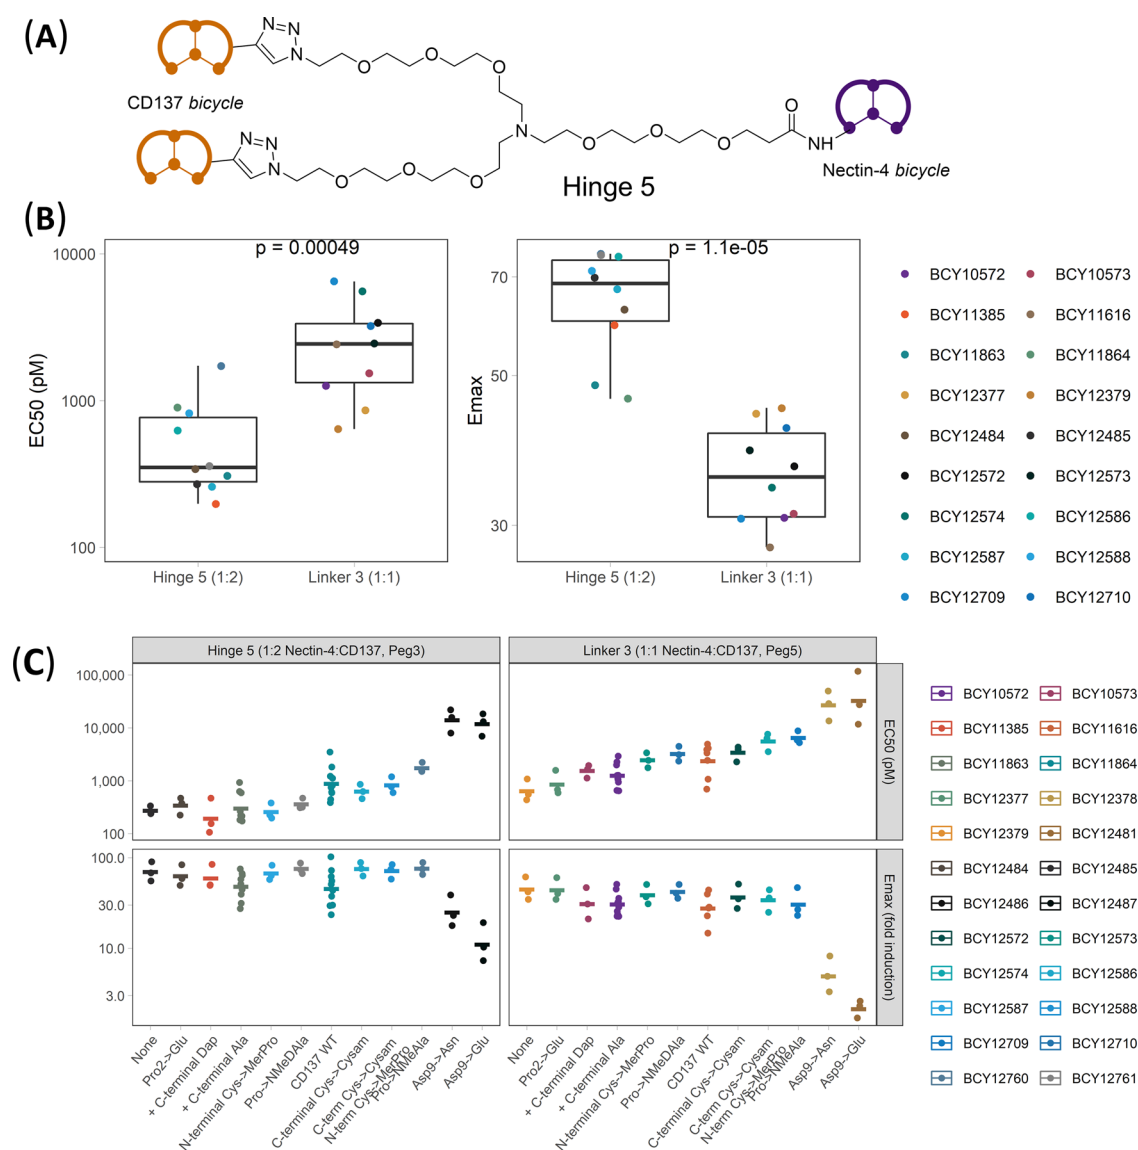 (A)
N
N
N
O
O
O
CD137 bicycle
N
O
O
O
O
NH
N
N
N
O
O
O
Nectin-4 bicycle
Hinge 5
(B)
p = 0.00049
p = 1.1e-05
10000
1000
100
EC50 (pM)
Hinge 5 (1:2)
Linker 3 (1:1)
70
50
30
Emax
Hinge 5 (1:2)
Linker 3 (1:1)
BCY10572 BCY10573
BCY11385 BCY11616
BCY11863 BCY11864
BCY12377 BCY12379
BCY12484 BCY12485
BCY12572 BCY12573
BCY12574 BCY12586
BCY12587 BCY12588
BCY12709 BCY12710
(C)
Hinge 5 (1:2 Nectin-4:CD137, Peg3)
Linker 3 (1:1 Nectin-4:CD137, Peg5)
100,000
10,000
1,000
100
EC50 (pM)
100.0
30.0
10.0
3.0
Emax (fold induction)
None
Pro2->Glu
+ C-terminal Dap
+ C-terminal Ala
N-terminal Cys->MerPro
Pro->NMeDAla
CD137 WT
C-terminal Cys->Cysam
C-term Cys->Cysam
N-term Cys->MerPro
Pro->NMeAla
Asp9->Asn
Asp9->Glu
None
Pro2->Glu
+ C-terminal Dap
+ C-terminal Ala
N-terminal Cys->MerPro
Pro->NMeDAla
CD137 WT
C-terminal Cys->Cysam
C-term Cys->Cysam
N-term Cys->MerPro
Pro->NMeAla
Asp9->Asn
Asp9->Glu
BCY10572 BCY10573
BCY11385 BCY11616
BCY11863 BCY11864
BCY12377 BCY12378
BCY12379 BCY12481
BCY12484 BCY12485
BCY12486 BCY12487
BCY12572 BCY12573
BCY12574 BCY12586
BCY12587 BCY12588
BCY12709 BCY12710
BCY12760 BCY12761